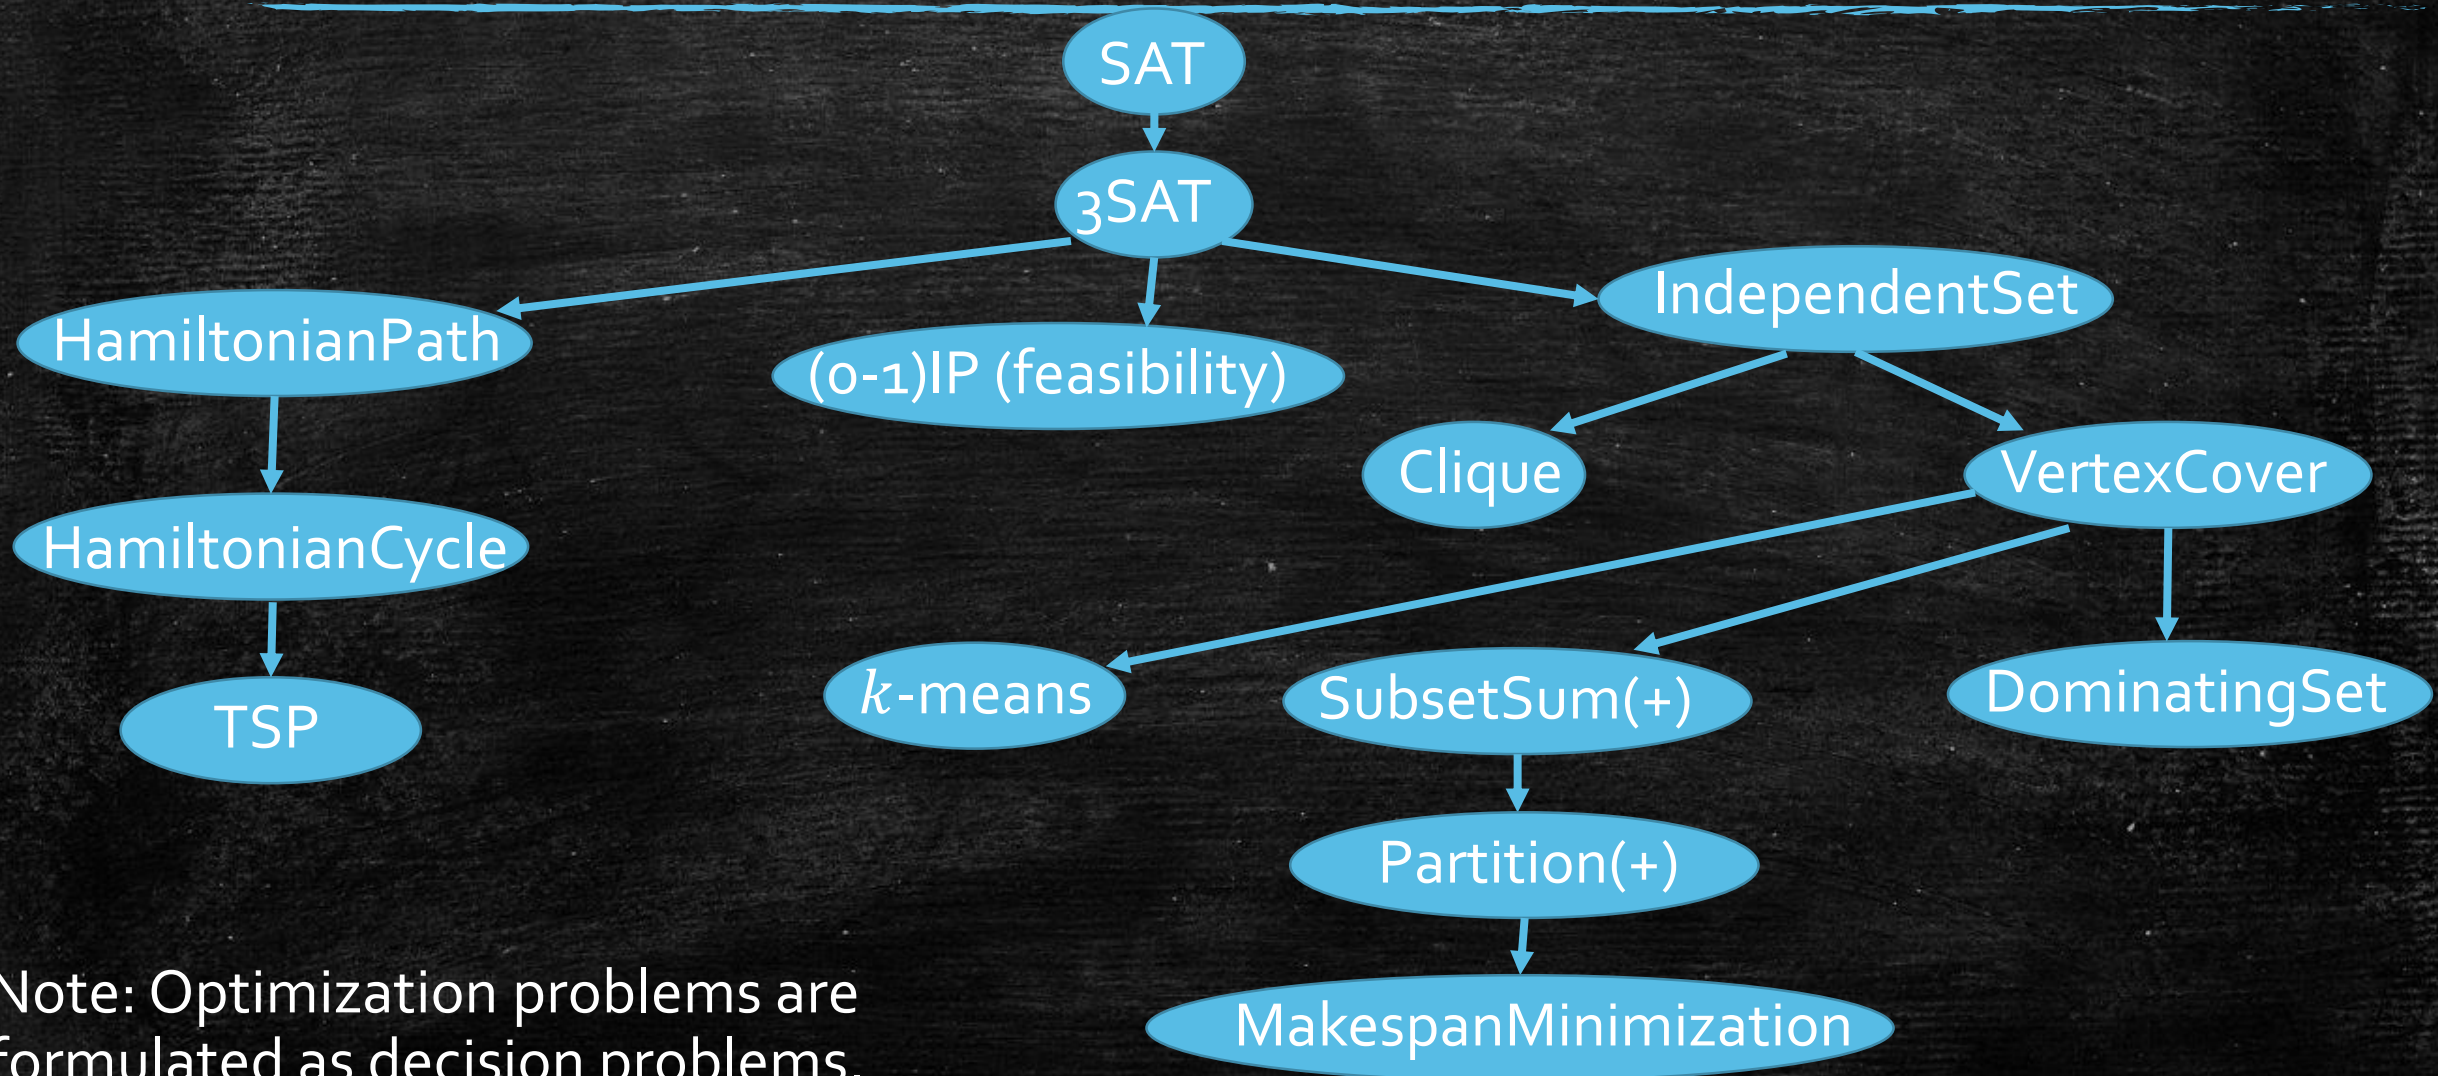 SAT
3SAT
IndependentSet
HamiltonianPath
(0-1)IP (feasibility)
Clique
VertexCover
HamiltonianCycle
k-means
SubsetSum(+)
DominatingSet
TSP
Partition(+)
Note: Optimization problems are
formulated as decision problems.
MakespanMinimization